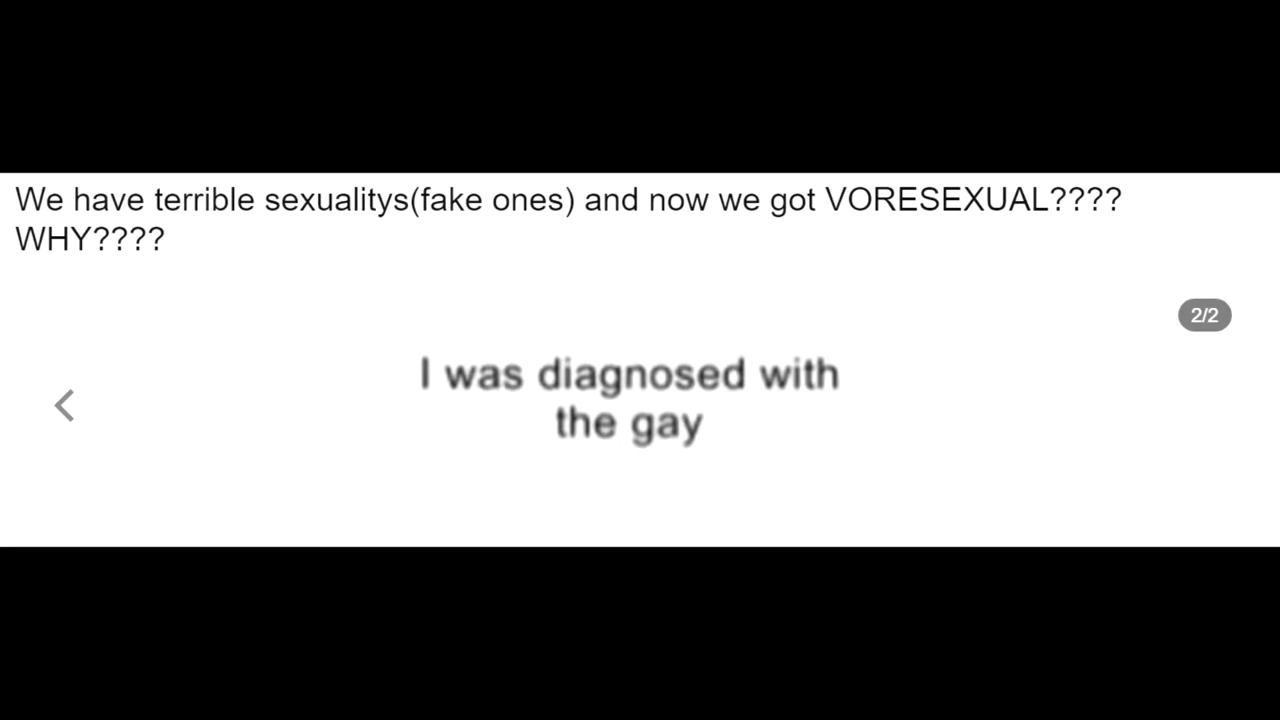 We have terrible sexualitys(fake ones) and now we got VORESEXUAL????
WHY????
2/2
I was diagnosed with
the gay